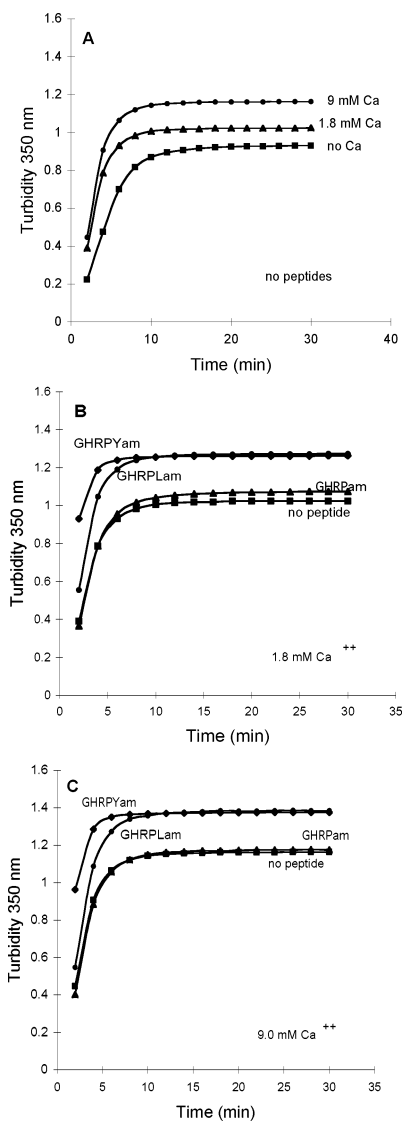 A
1.6
1.4
1.2
1
0.8
0.6
0.4
0.2
0
Turbidity 350 nm
9 mM Ca
1.8 mM Ca
no Ca
no peptides
0 10 20 30 40
Time (min)
B
1.6
1.4
1.2
1
0.8
0.6
0.4
0.2
0
Turbidity 350 nm
GHRPYam
GHRPLam
GHRPam
no peptide
1.8 mM Ca ++
0 5 10 15 20 25 30 35
Time (min)
C
1.6
1.4
1.2
1
0.8
0.6
0.4
0.2
0
Turbidity 350 nm
GHRPYam
GHRPLam
GHRPam
no peptide
9.0 mM Ca ++
0 5 10 15 20 25 30 35
Time (min)